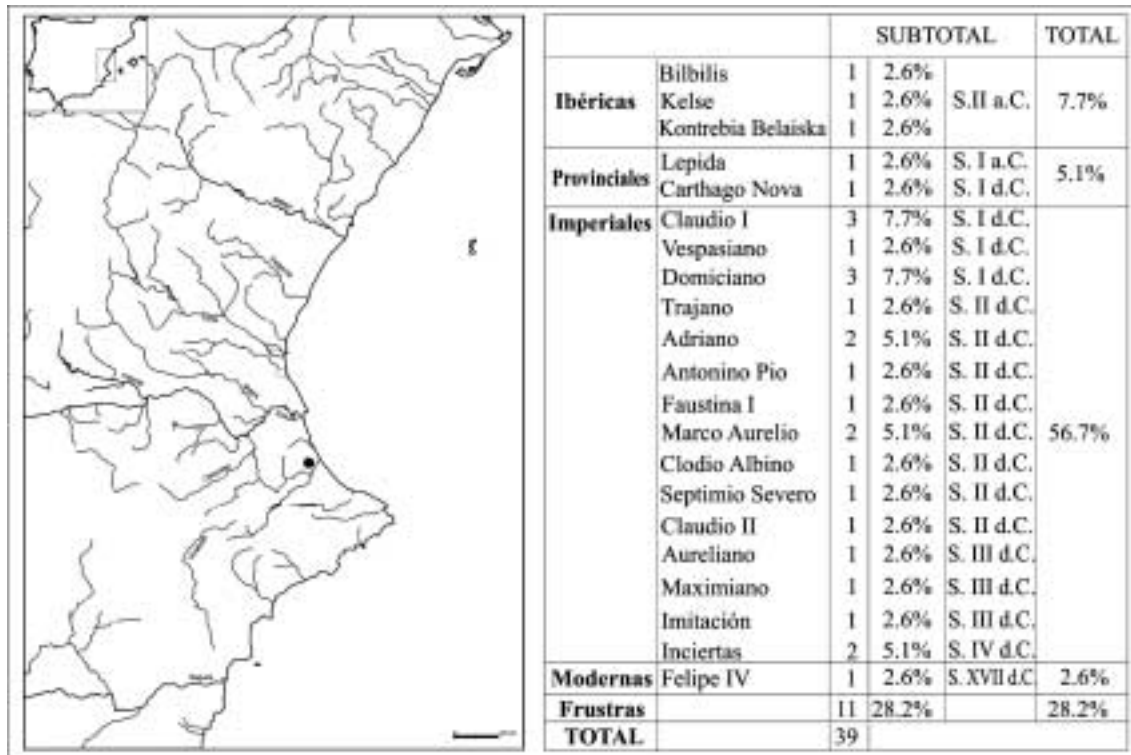 SUBTOTAL TOTAL
Bilbilis 1 2.6%
Ibéricas Kelse 1 2.6% S.II a.C. 7.7%
Kontrebia Belaiska 1 2.6%
Provinciales Lepida 1 2.6% S. I a.C. 5.1%
Carthago Nova 1 2.6% S. I d.C.
Imperiales Claudio I 3 7.7% S. I d.C.
Vespasiano 1 2.6% S. I d.C.
Domiciano 3 7.7% S. I d.C.
Trajano 1 2.6% S. II d.C.
Adriano 2 5.1% S. II d.C.
Antonino Pio 1 2.6% S. II d.C.
Faustina I 1 2.6% S. II d.C.
Marco Aurelio 2 5.1% S. II d.C. 56.7%
Clodio Albino 1 2.6% S. II d.C.
Septimio Severo 1 2.6% S. II d.C.
Claudio II 1 2.6% S. II d.C.
Aureliano 1 2.6% S. III d.C.
Maximiano 1 2.6% S. III d.C.
Imitación 1 2.6% S. III d.C.
Inciertas 2 5.1% S. IV d.C.
Modernas Felipe IV 1 2.6% S. XVII d.C 2.6%
Frustras 11 28.2% 28.2%
TOTAL 39